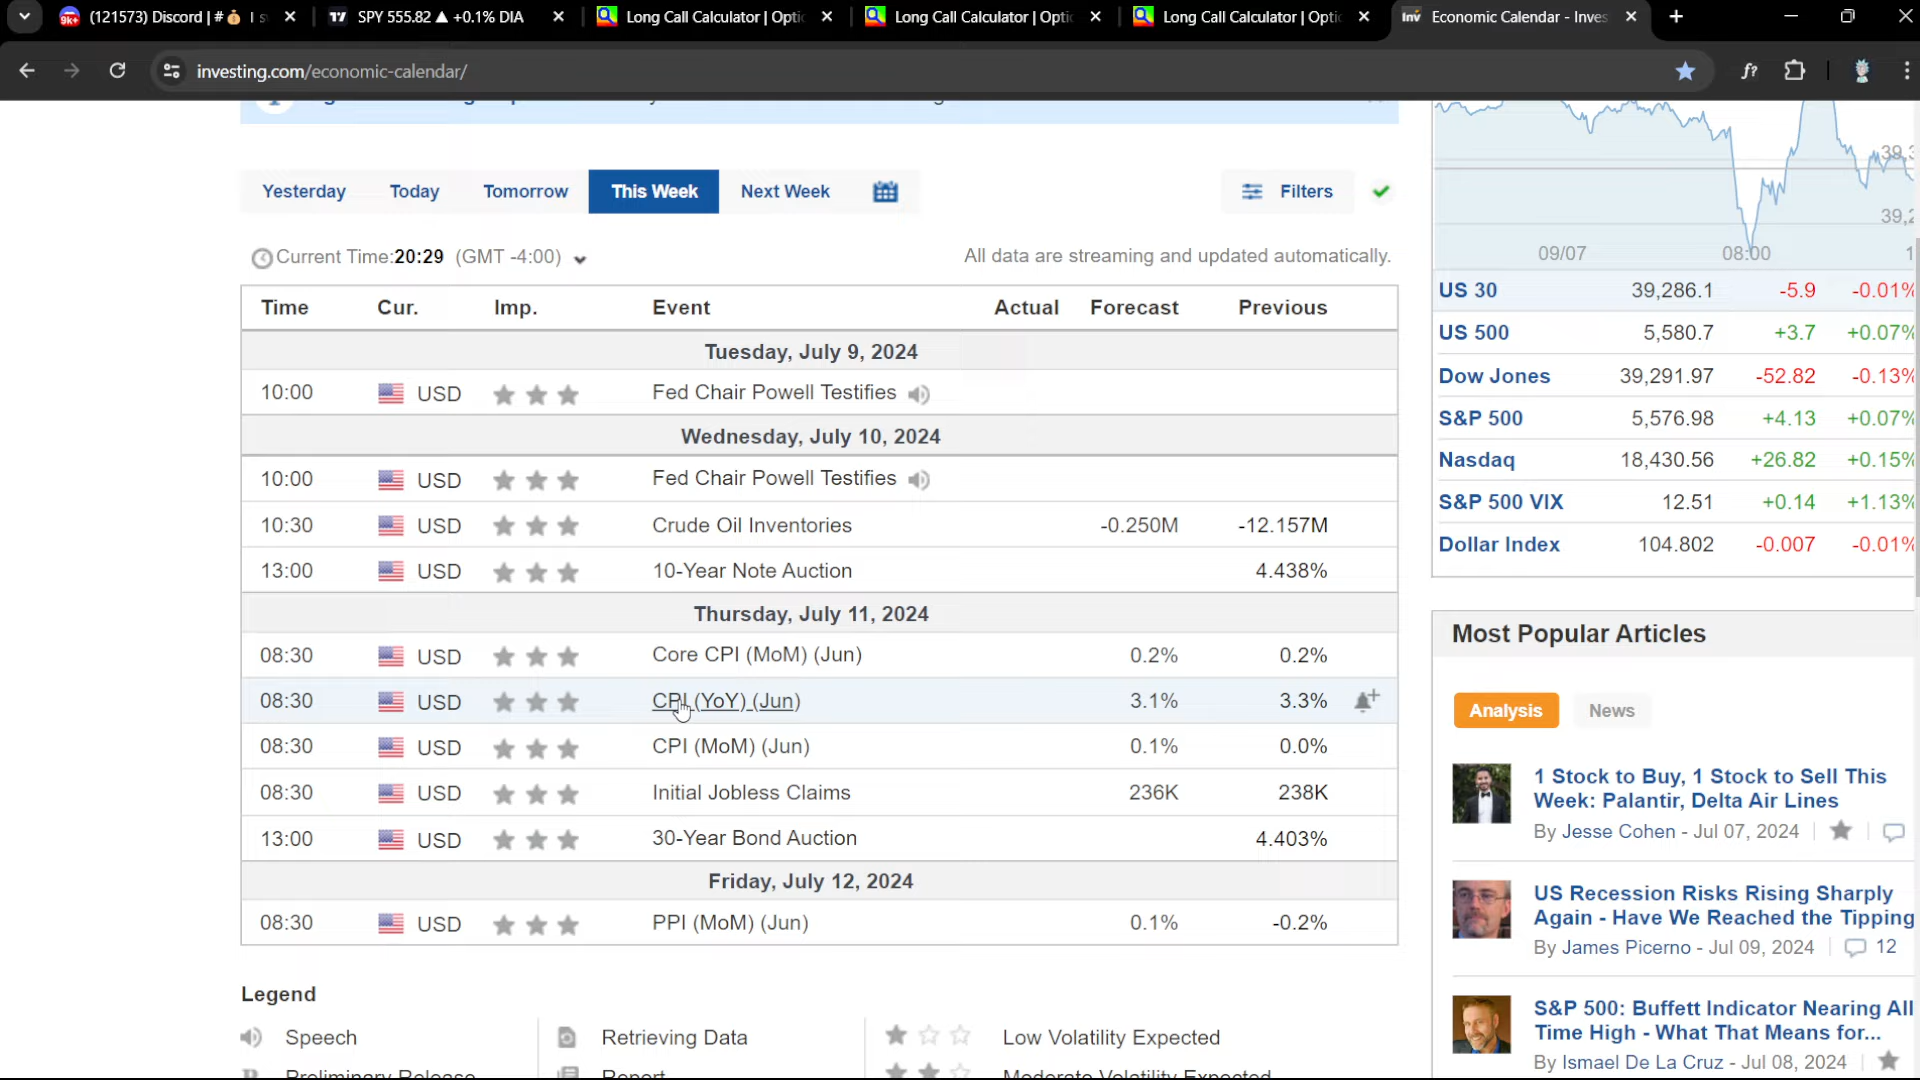 (121573) Discord | #
SPY 555.82 ▲ +0.1% DIA
Long Call Calculator | Opti
Long Call Calculator | Opti
Long Call Calculator | Opti
Economic Calendar - Inves
investing.com/economic-calendar/
Yesterday Today Tomorrow This Week Next Week Filters
Current Time:20:29 (GMT -4:00)
All data are streaming and updated automatically.
Time Cur. Imp. Event Actual Forecast Previous
Tuesday, July 9, 2024
10:00 USD Fed Chair Powell Testifies
Wednesday, July 10, 2024
10:00 USD Fed Chair Powell Testifies
10:30 USD Crude Oil Inventories -0.250M -12.157M
13:00 USD 10-Year Note Auction 4.438%
Thursday, July 11, 2024
08:30 USD Core CPI (MoM) (Jun) 0.2% 0.2%
08:30 USD CPI (YoY) (Jun) 3.1% 3.3%
08:30 USD CPI (MoM) (Jun) 0.1% 0.0%
08:30 USD Initial Jobless Claims 236K 238K
13:00 USD 30-Year Bond Auction 4.403%
Friday, July 12, 2024
08:30 USD PPI (MoM) (Jun) 0.1% -0.2%
Legend
Speech
Retrieving Data
Low Volatility Expected
Preliminary Release
Report
Moderate Volatility Expected
39,3
39,2
09/07 08:00 1
US 30 39,286.1 -5.9 -0.01%
US 500 5,580.7 +3.7 +0.07%
Dow Jones 39,291.97 -52.82 -0.13%
S&P 500 5,576.98 +4.13 +0.07%
Nasdaq 18,430.56 +26.82 +0.15%
S&P 500 VIX 12.51 +0.14 +1.13%
Dollar Index 104.802 -0.007 -0.01%
Most Popular Articles
Analysis News
1 Stock to Buy, 1 Stock to Sell This
Week: Palantir, Delta Air Lines
By Jesse Cohen - Jul 07, 2024
US Recession Risks Rising Sharply
Again - Have We Reached the Tipping
By James Picerno - Jul 09, 2024 12
S&P 500: Buffett Indicator Nearing All
Time High - What That Means for...
By Ismael De La Cruz - Jul 08, 2024